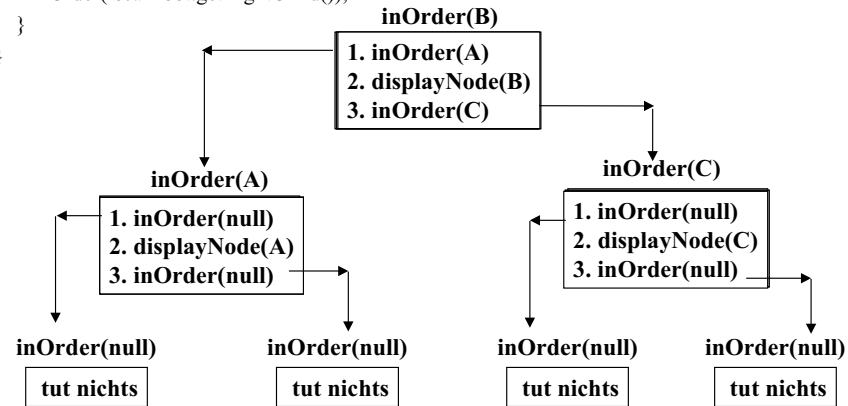 }
inOrder(B)
1. inOrder(A)
2. displayNode(B)
3. inOrder(C)
inOrder(A)
1. inOrder(null)
2. displayNode(A)
3. inOrder(null)
inOrder(C)
1. inOrder(null)
2. displayNode(C)
3. inOrder(null)
inOrder(null)
inOrder(null)
inOrder(null)
inOrder(null)
tut nichts
tut nichts
tut nichts
tut nichts